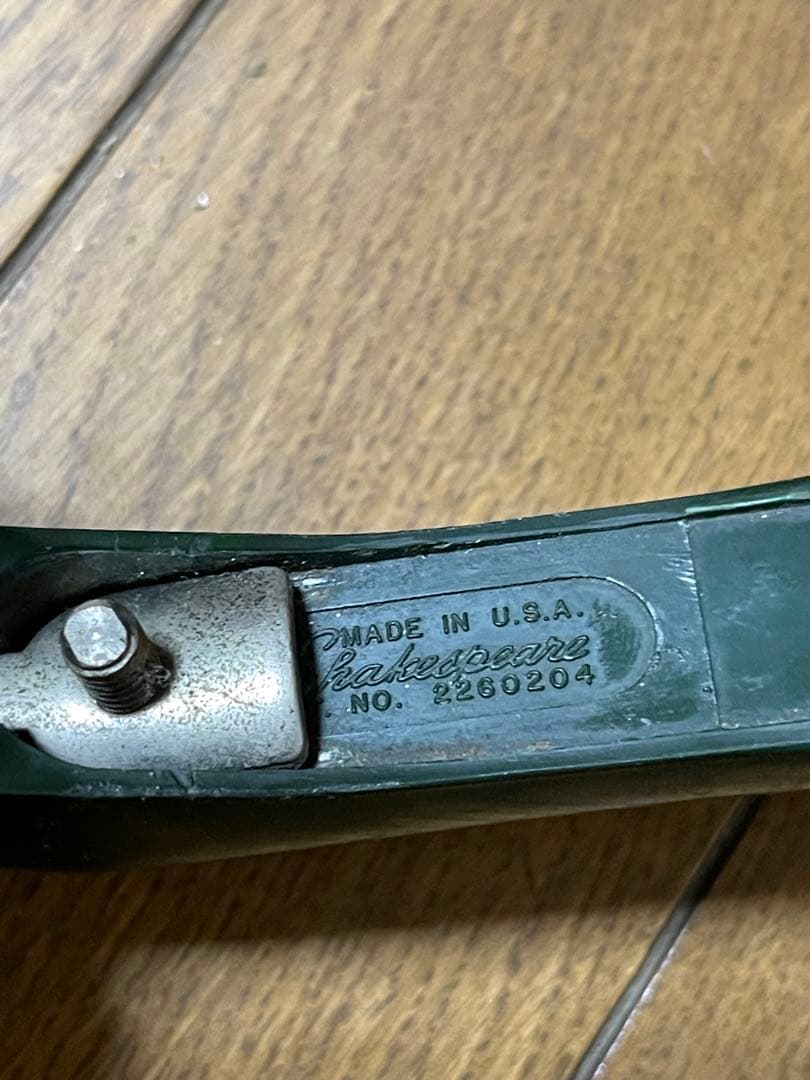 MADE IN U.S.A.
Shakespeare
. NO. 2260204